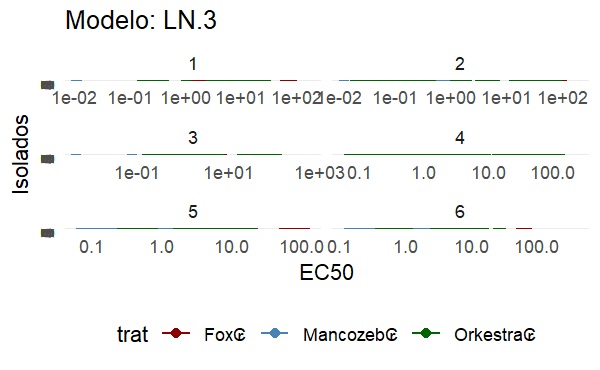 Modelo: LN.3
1 2
1e-02 1e-01 1e+00 1e+01 1e+02 1e-02 1e-01 1e+00 1e+01 1e+02
3 4
1e-01 1e+01 1e+03 0.1 1.0 10.0 100.0
5 6
0.1 1.0 10.0 100.0 0.1 1.0 10.0 100.0
Isolados
EC50
trat Fox Mancozeb Orkestra